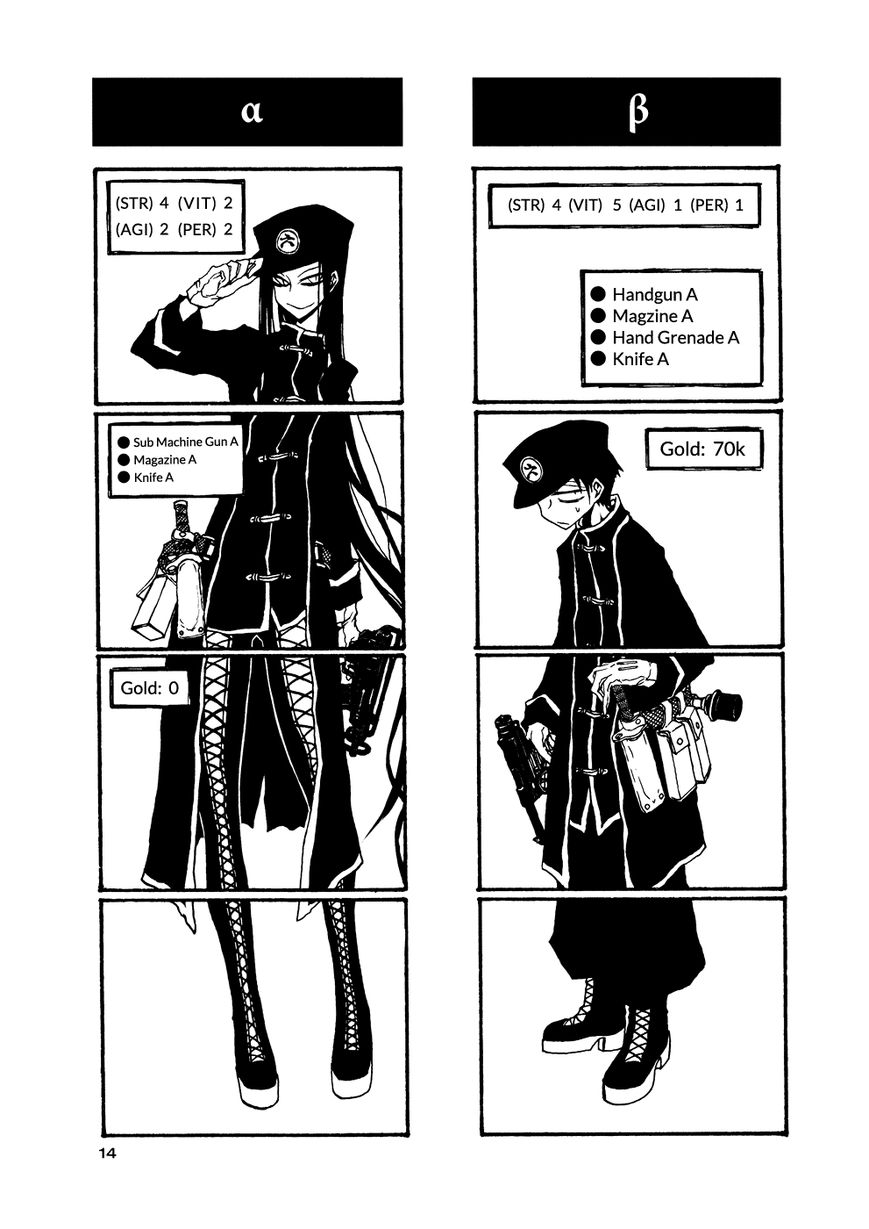 α
(STR) 4 (VIT) 2
(AGI) 2 (PER) 2
● Sub Machine Gun A
● Magazine A
● Knife A
Gold: 0
β
(STR) 4 (VIT) 5 (AGI) 1 (PER) 1
● Handgun A
● Magzine A
● Hand Grenade A
● Knife A
Gold: 70k
14